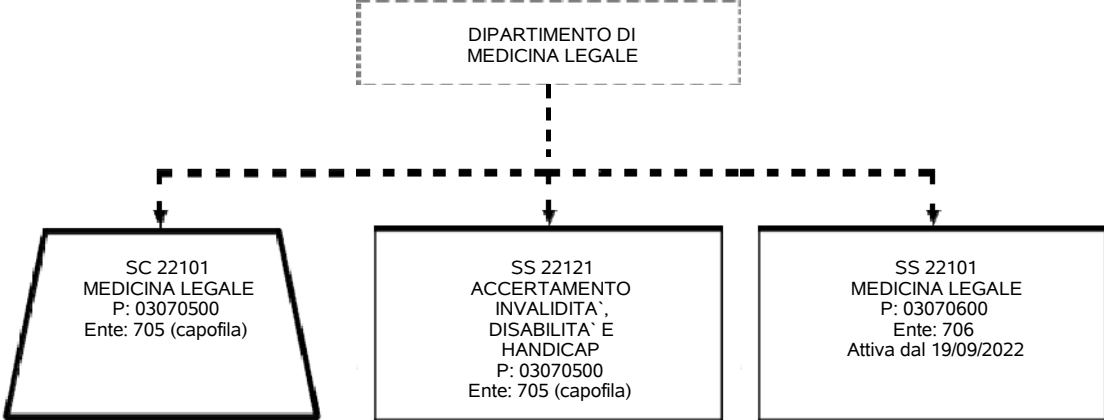 DIPARTIMENTO DI
MEDICINA LEGALE
SC 22101
MEDICINA LEGALE
P: 03070500
Ente: 705 (capofila)
SS 22121
ACCERTAMENTO
INVALIDITA`,
DISABILITA` E
HANDICAP
P: 03070500
Ente: 705 (capofila)
SS 22101
MEDICINA LEGALE
P: 03070600
Ente: 706
Attiva dal 19/09/2022